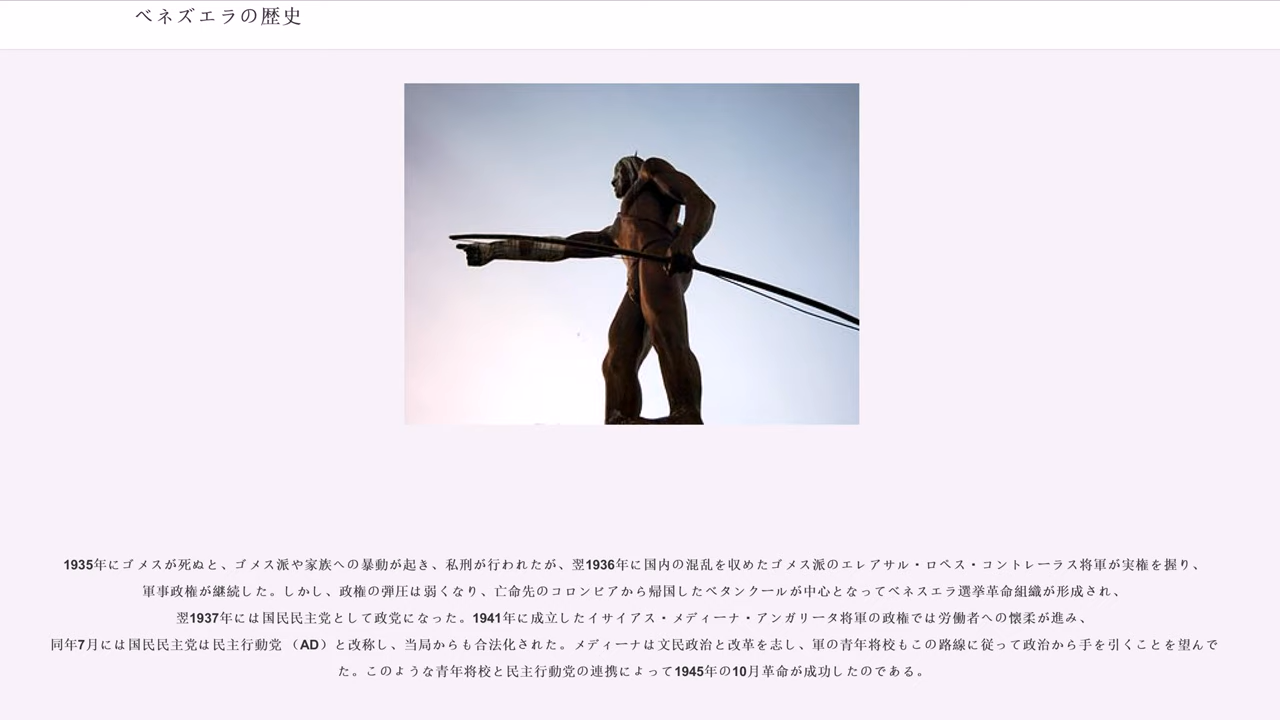 ベネズエラの歴史
1935年にゴメスが死ぬと、ゴメス派や家族への暴動が起き、私刑が行われたが、翌1936年に国内の混乱を収めたゴメス派のエレアサル・ロペス・コントレーラス将軍が実権を握り、
軍事政権が継続した。しかし、政権の弾圧は弱くなり、亡命先のコロンビアから帰国したベタンクールが中心となってベネスエラ選挙革命組織が形成され、
翌1937年には国民民主党として政党になった。1941年に成立したイサイアス・メディーナ・アンガリータ将軍の政権では労働者への懐柔が進み、
同年7月には国民民主党は民主行動党 （AD）と改称し、当局からも合法化された。メディーナは文民政治と改革を志し、軍の青年将校もこの路線に従って政治から手を引くことを望んで
た。このような青年将校と民主行動党の連携によって1945年の10月革命が成功したのである。